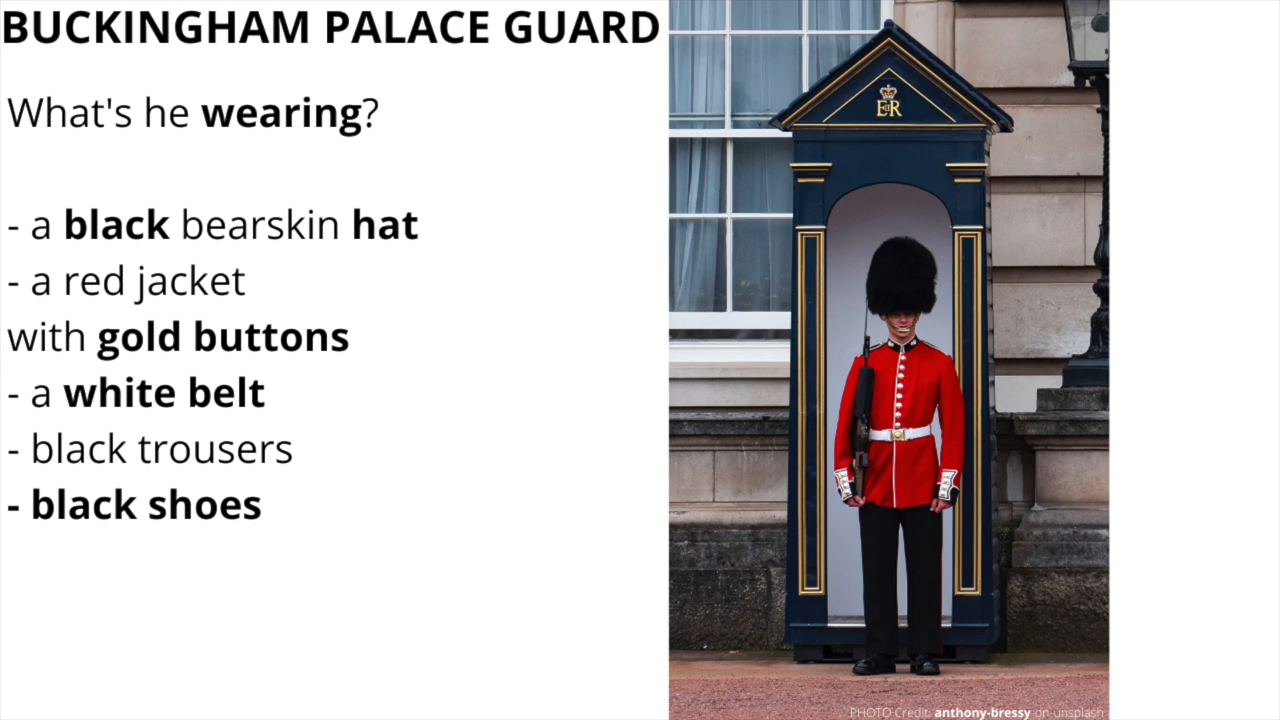 BUCKINGHAM PALACE GUARD
What's he wearing?
- a black bearskin hat
- a red jacket
with gold buttons
- a white belt
- black trousers
- black shoes
EIIR
PHOTO Credit: anthony-bressy on-unsplash